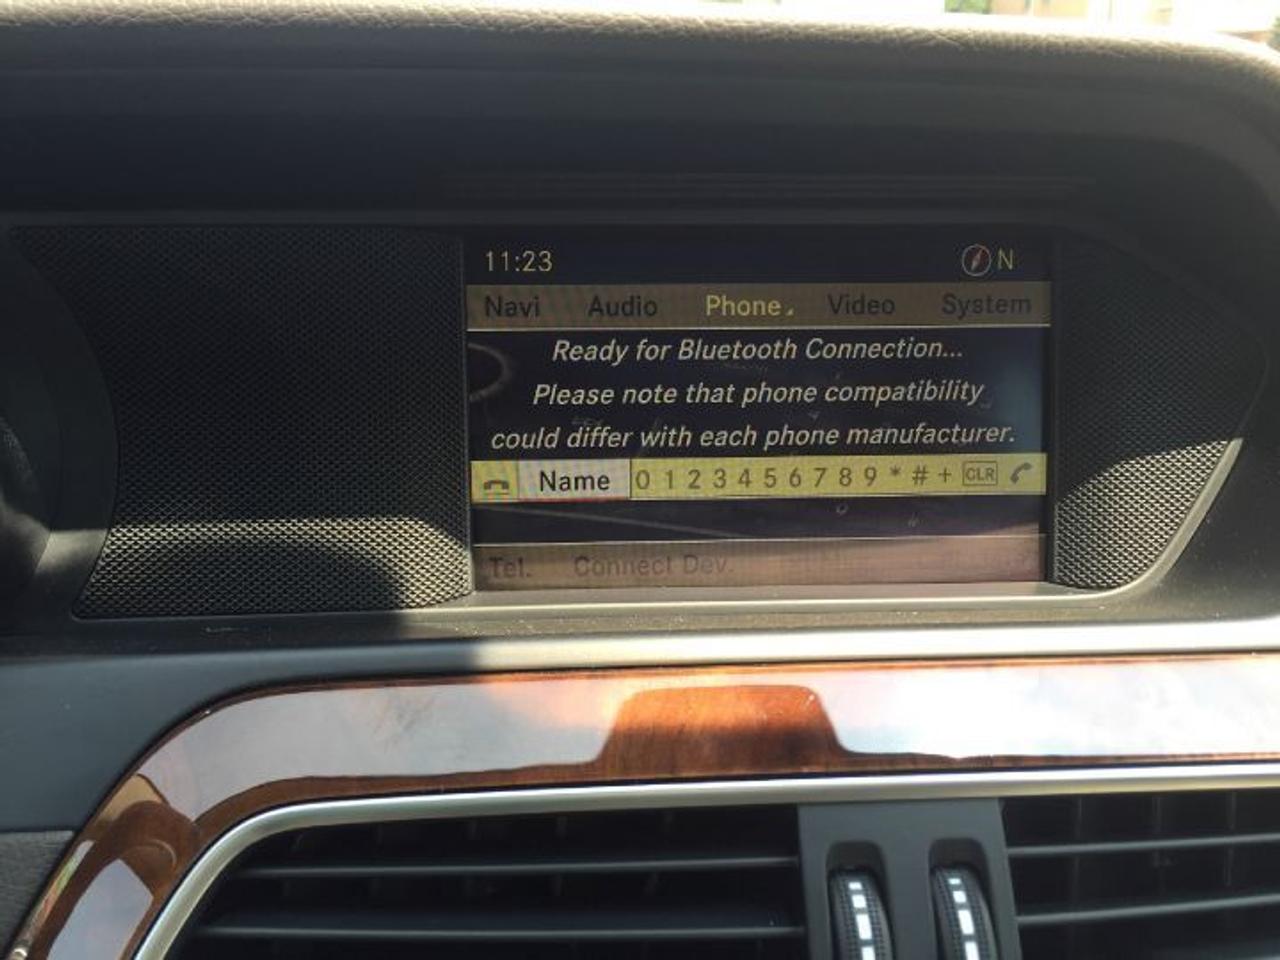 11:23 N
Navi Audio Phone Video System
Ready for Bluetooth Connection...
Please note that phone compatibility
could differ with each phone manufacturer.
Name 0 1 2 3 4 5 6 7 8 9 * # + CLR
Tel. Connect Dev.